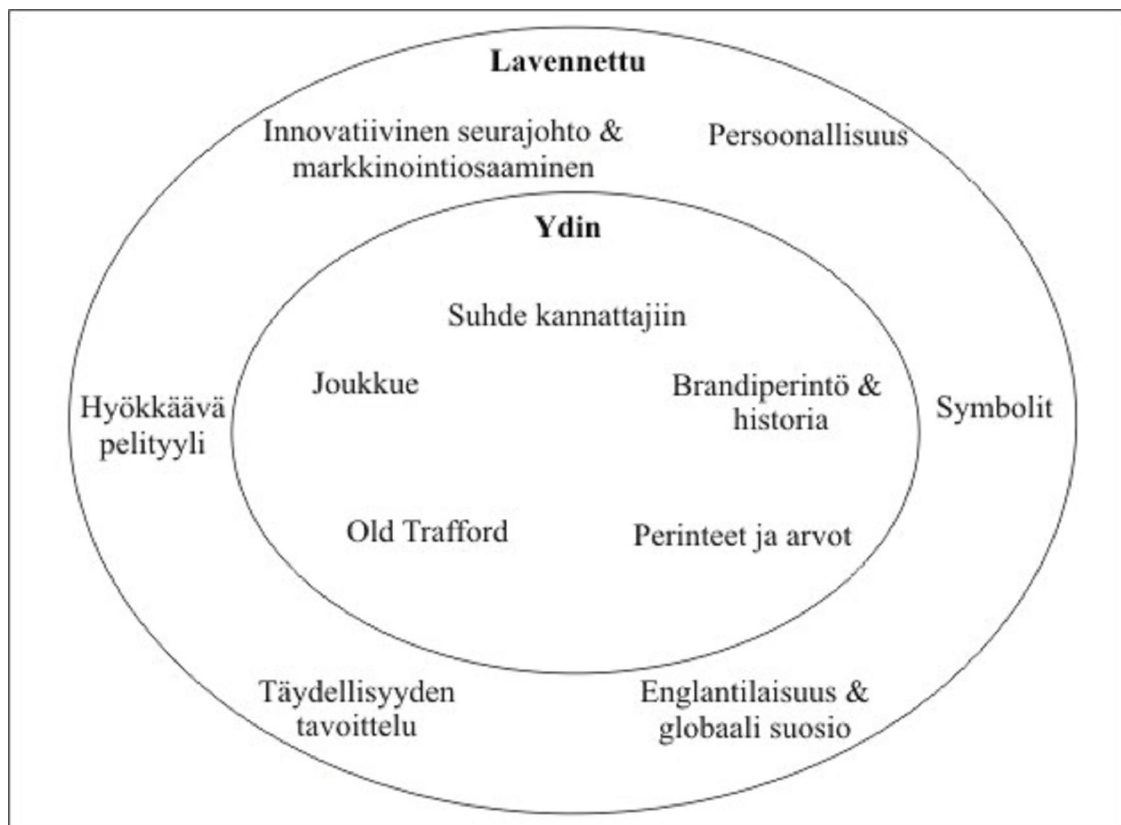 Lavennettu
Innovatiivinen seurajohto &
markkinointiosaaminen
Persoonallisuus
Ydin
Suhde kannattajiin
Joukkue
Brandiperintö &
historia
Hyökkäävä
pelityyli
Symbolit
Old Trafford
Perinteet ja arvot
Täydellisyyden
tavoittelu
Englantilaisuus &
globaali suosio